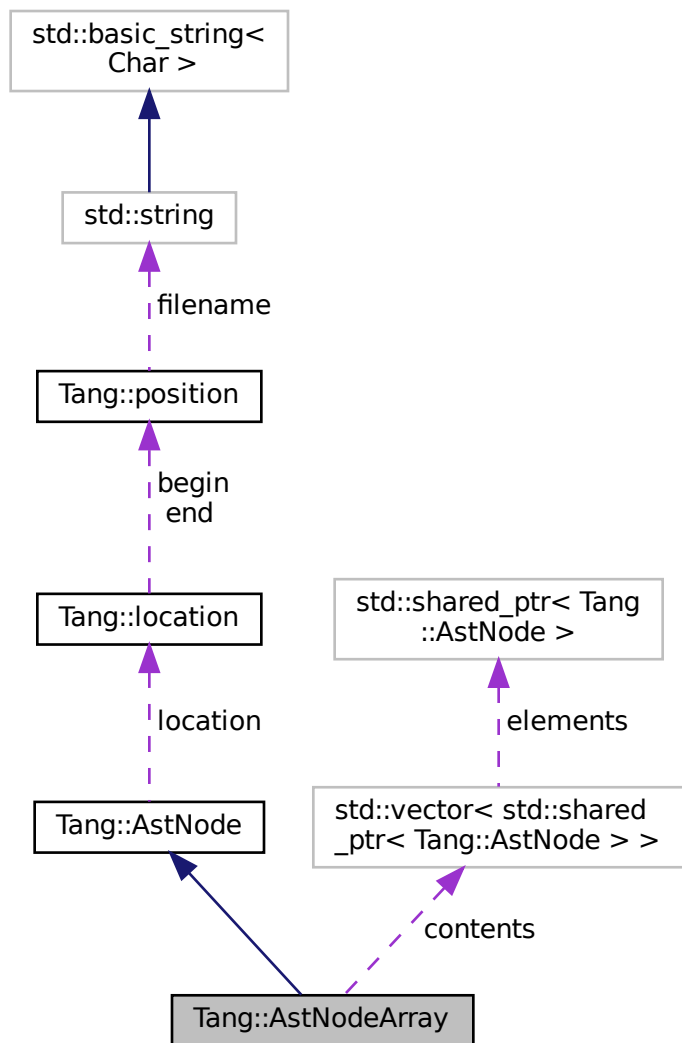 std::basic_string<
Char >
std::string
filename
Tang::position
begin
end
Tang::location
std::shared_ptr< Tang
::AstNode >
location
elements
Tang::AstNode
std::vector< std::shared
_ptr< Tang::AstNode > >
contents
Tang::AstNodeArray